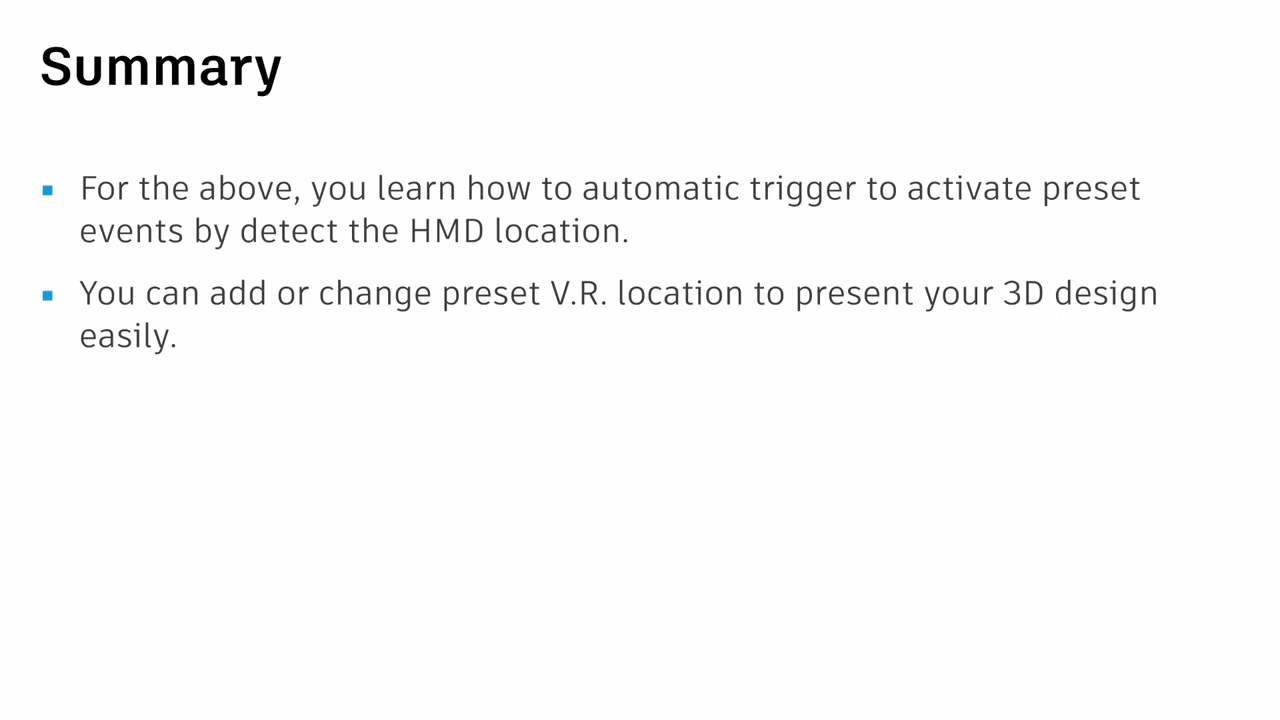 Summary
▪ For the above, you learn how to automatic trigger to activate preset
events by detect the HMD location.
▪ You can add or change preset V.R. location to present your 3D design
easily.